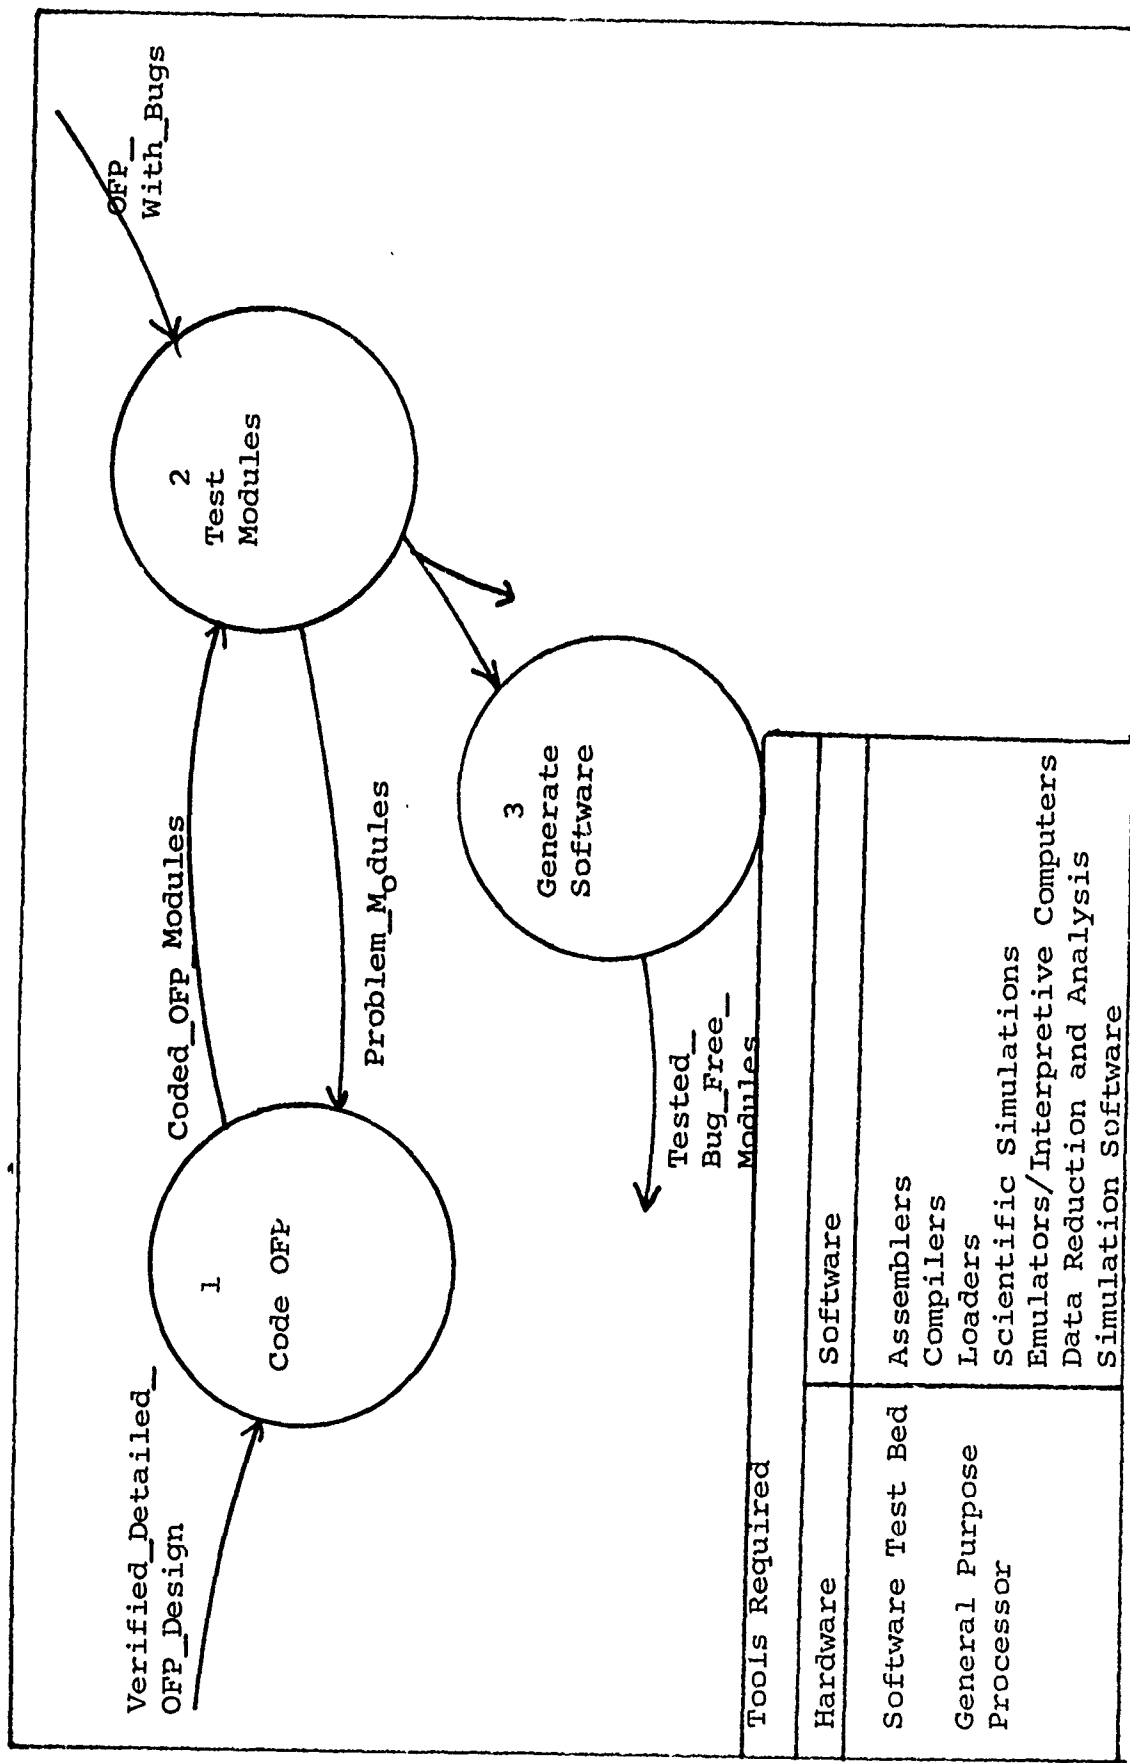 Verified_Detailed_
OFP_Design
1
Code OFP
Coded_OFP Modules
Problem_Modules
2
Test
Modules
OFP_
With_Bugs
3
Generate
Software
Tested_
Bug_Free_
Modules
Tools Required
Hardware
Software
Software Test Bed
General Purpose
Processor
Assemblers
Compilers
Loaders
Scientific Simulations
Emulators/Interpretive Computers
Data Reduction and Analysis
Simulation Software